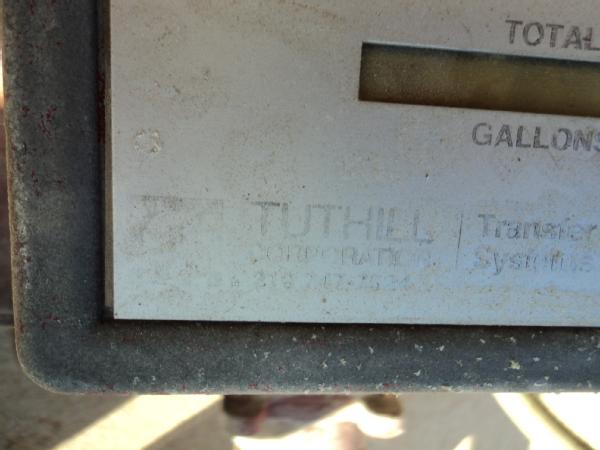 TOTAL
GALLONS
TUTHILL
CORPORATION
Transfer
Systems